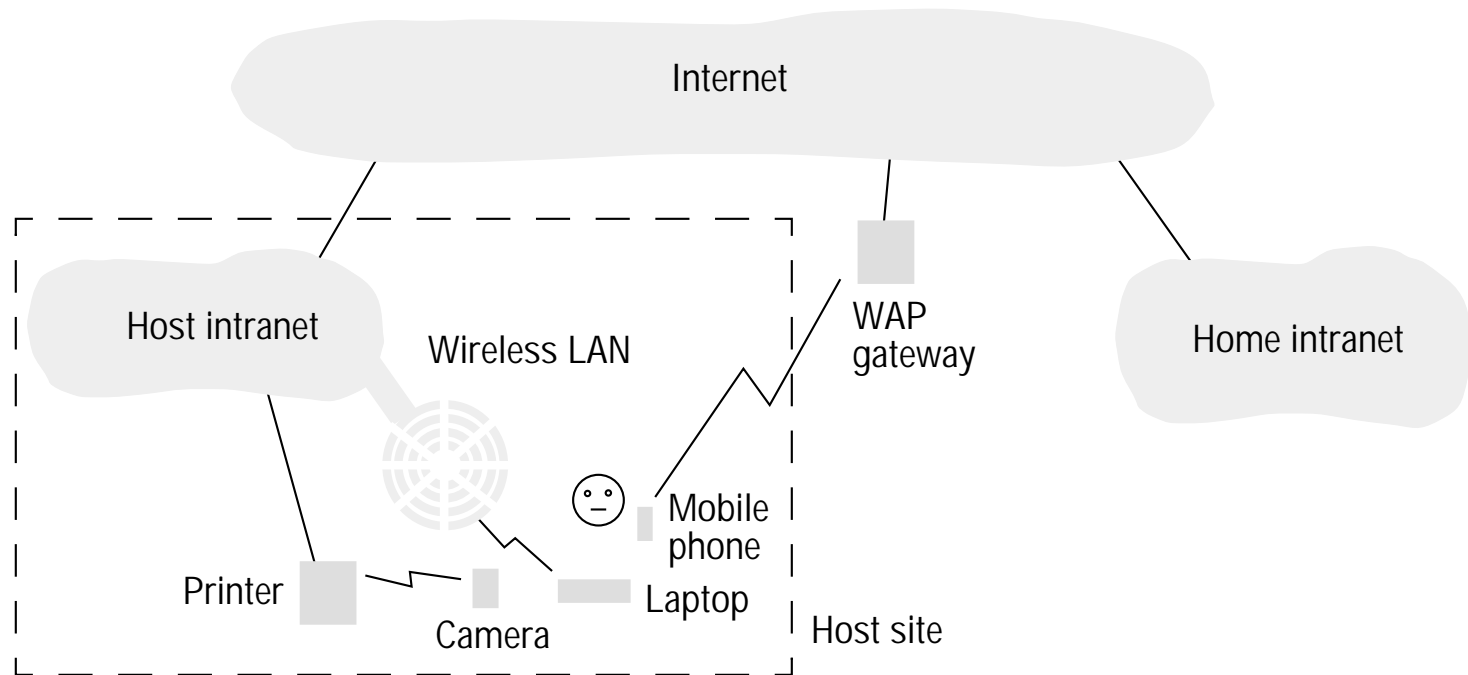 Internet
Host intranet
Wireless LAN
WAP
gateway
Home intranet
Mobile
phone
Printer
Camera
Laptop
Host site